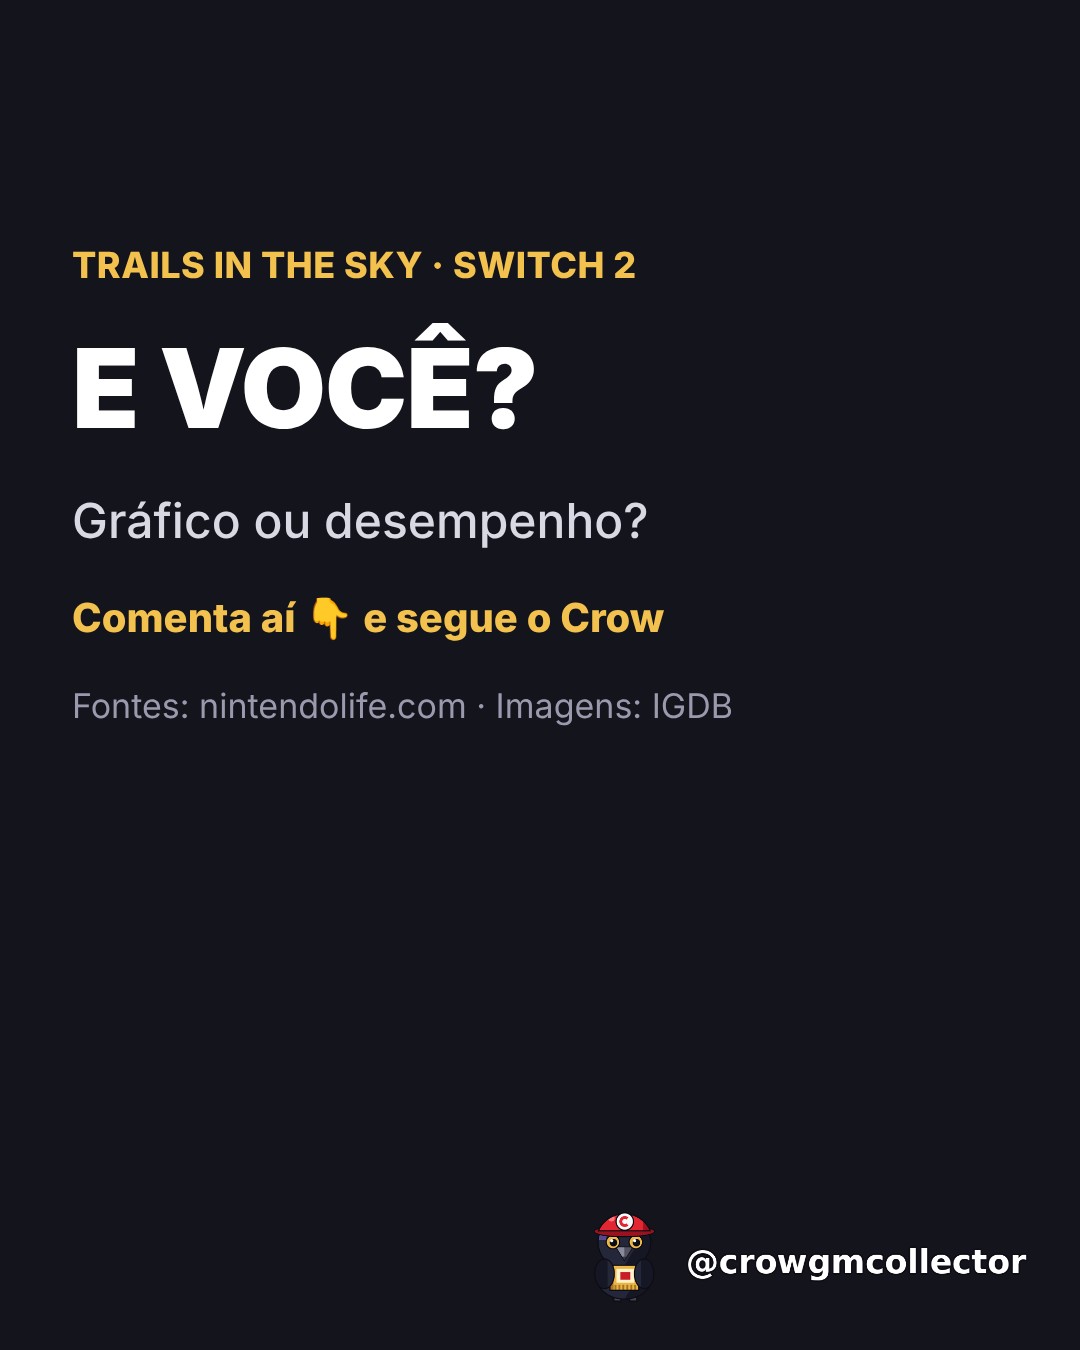 TRAILS IN THE SKY · SWITCH 2
E VOCÊ?
Gráfico ou desempenho?
Comenta aí 👇 e segue o Crow
Fontes: nintendolife.com · Imagens: IGDB
C
@crowgmcollector